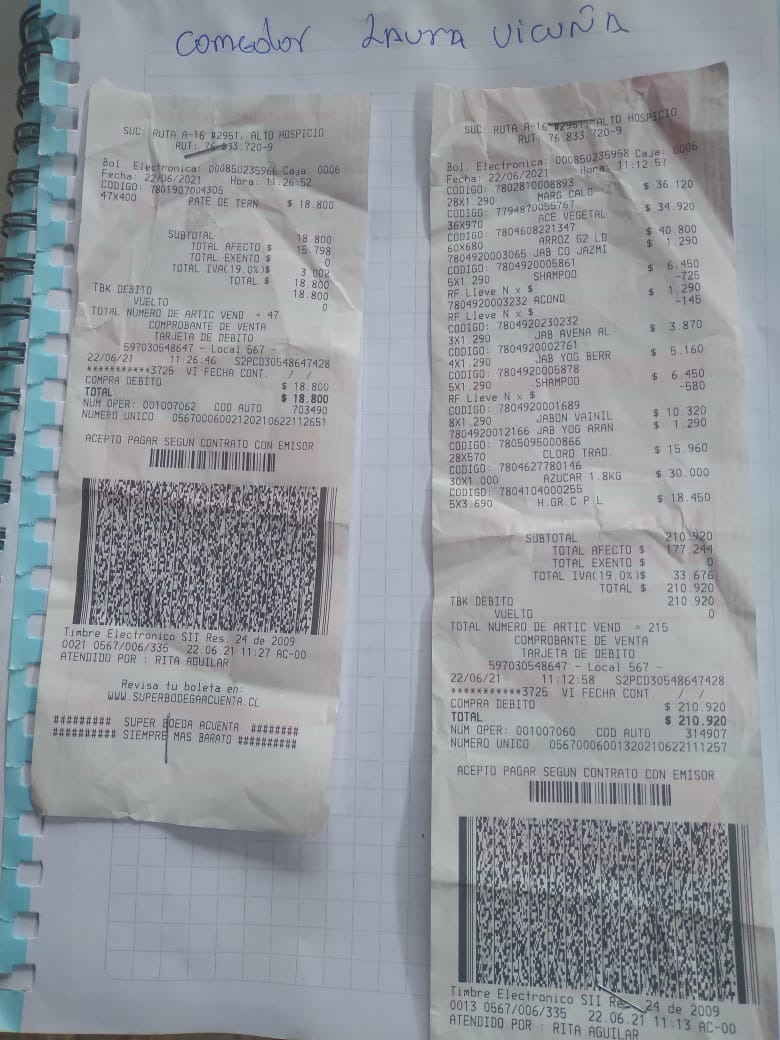 comedor LAURA VICUÑA
SUC: RUTA A-16 #2951, ALTO HOSPICIO
RUT: 76.833.720-9
Bol. Electronica: 000850235966 Caja: 0006
Fecha: 22/06/2021 Hora: 11:26:52
CODIGO: 7801907004305
47X400 PATE DE TERN $ 18.800
SUBTOTAL 18.800
TOTAL AFECTO $ 15.798
TOTAL EXENTO $ 0
TOTAL IVA(19.0%)$ 3.002
TOTAL $ 18.800
TBK DEBITO 18.800
VUELTO 0
TOTAL NUMERO DE ARTIC VEND = 47
COMPROBANTE DE VENTA
TARJETA DE DEBITO
597030548647 - Local 567 -
22/06/21 11:26:46 S2PCD30548647428
***********3725 VI FECHA CONT. / /
COMPRA DEBITO $ 18.800
TOTAL $ 18.800
NUM OPER: 001007062 COD AUTO 703490
NUMERO UNICO 05670006002120210622112651
ACEPTO PAGAR SEGUN CONTRATO CON EMISOR
Timbre Electronico SII Res. 24 de 2009
0021 0567/006/335 22.06.21 11:27 AC-00
ATENDIDO POR : RITA AGUILAR
Revisa tu boleta en:
WWW.SUPERBODEGAACUENTA.CL
######### SUPER BODEGA ACUENTA ########
########## SIEMPRE MAS BARATO ##########
SUC: RUTA A-16 #2951, ALTO HOSPICIO
RUT: 76.833.720-9
Bol. Electronica: 000850235958 Caja: 0006
Fecha: 22/06/2021 Hora: 11:12:57
CODIGO: 7802810008893
28X1.290 MARG CALO $ 36.120
CODIGO: 7794870055767
36X970 ACE VEGETAL $ 34.920
CODIGO: 7804608221347
60X680 ARROZ G2 LD $ 40.800
7804920003065 JAB CO JAZMI $ 1.290
CODIGO: 7804920005861
5X1.290 SHAMPOO $ 6.450
RF Lleve N x $ -725
7804920003232 ACOND $ 1.290
RF Lleve N x $ -145
CODIGO: 7804920230232
3X1.290 JAB AVENA AL $ 3.870
CODIGO: 7804920002761
4X1.290 JAB YOG BERR $ 5.160
CODIGO: 7804920005878
5X1.290 SHAMPOO $ 6.450
RF Lleve N x $ -580
CODIGO: 7804920001689
8X1.290 JABON VAINIL $ 10.320
7804920012166 JAB YOG ARAN $ 1.290
CODIGO: 7805095000866
28X570 CLORO TRAD. $ 15.960
CODIGO: 7804627780146
30X1.000 AZUCAR 1.8KG $ 30.000
CODIGO: 7804104000255
5X3.690 H.GR.C P L $ 18.450
SUBTOTAL 210.920
TOTAL AFECTO $ 177.244
TOTAL EXENTO $ 0
TOTAL IVA(19.0%)$ 33.676
TOTAL $ 210.920
TBK DEBITO 210.920
VUELTO 0
TOTAL NUMERO DE ARTIC VEND = 215
COMPROBANTE DE VENTA
TARJETA DE DEBITO
597030548647 - Local 567 -
22/06/21 11:12:58 S2PCD30548647428
***********3725 VI FECHA CONT. / /
COMPRA DEBITO $ 210.920
TOTAL $ 210.920
NUM OPER: 001007060 COD AUTO 314907
NUMERO UNICO 05670006001320210622111257
ACEPTO PAGAR SEGUN CONTRATO CON EMISOR
Timbre Electronico SII Res. 24 de 2009
0013 0567/006/335 22.06.21 11:13 AC-00
ATENDIDO POR : RITA AGUILAR